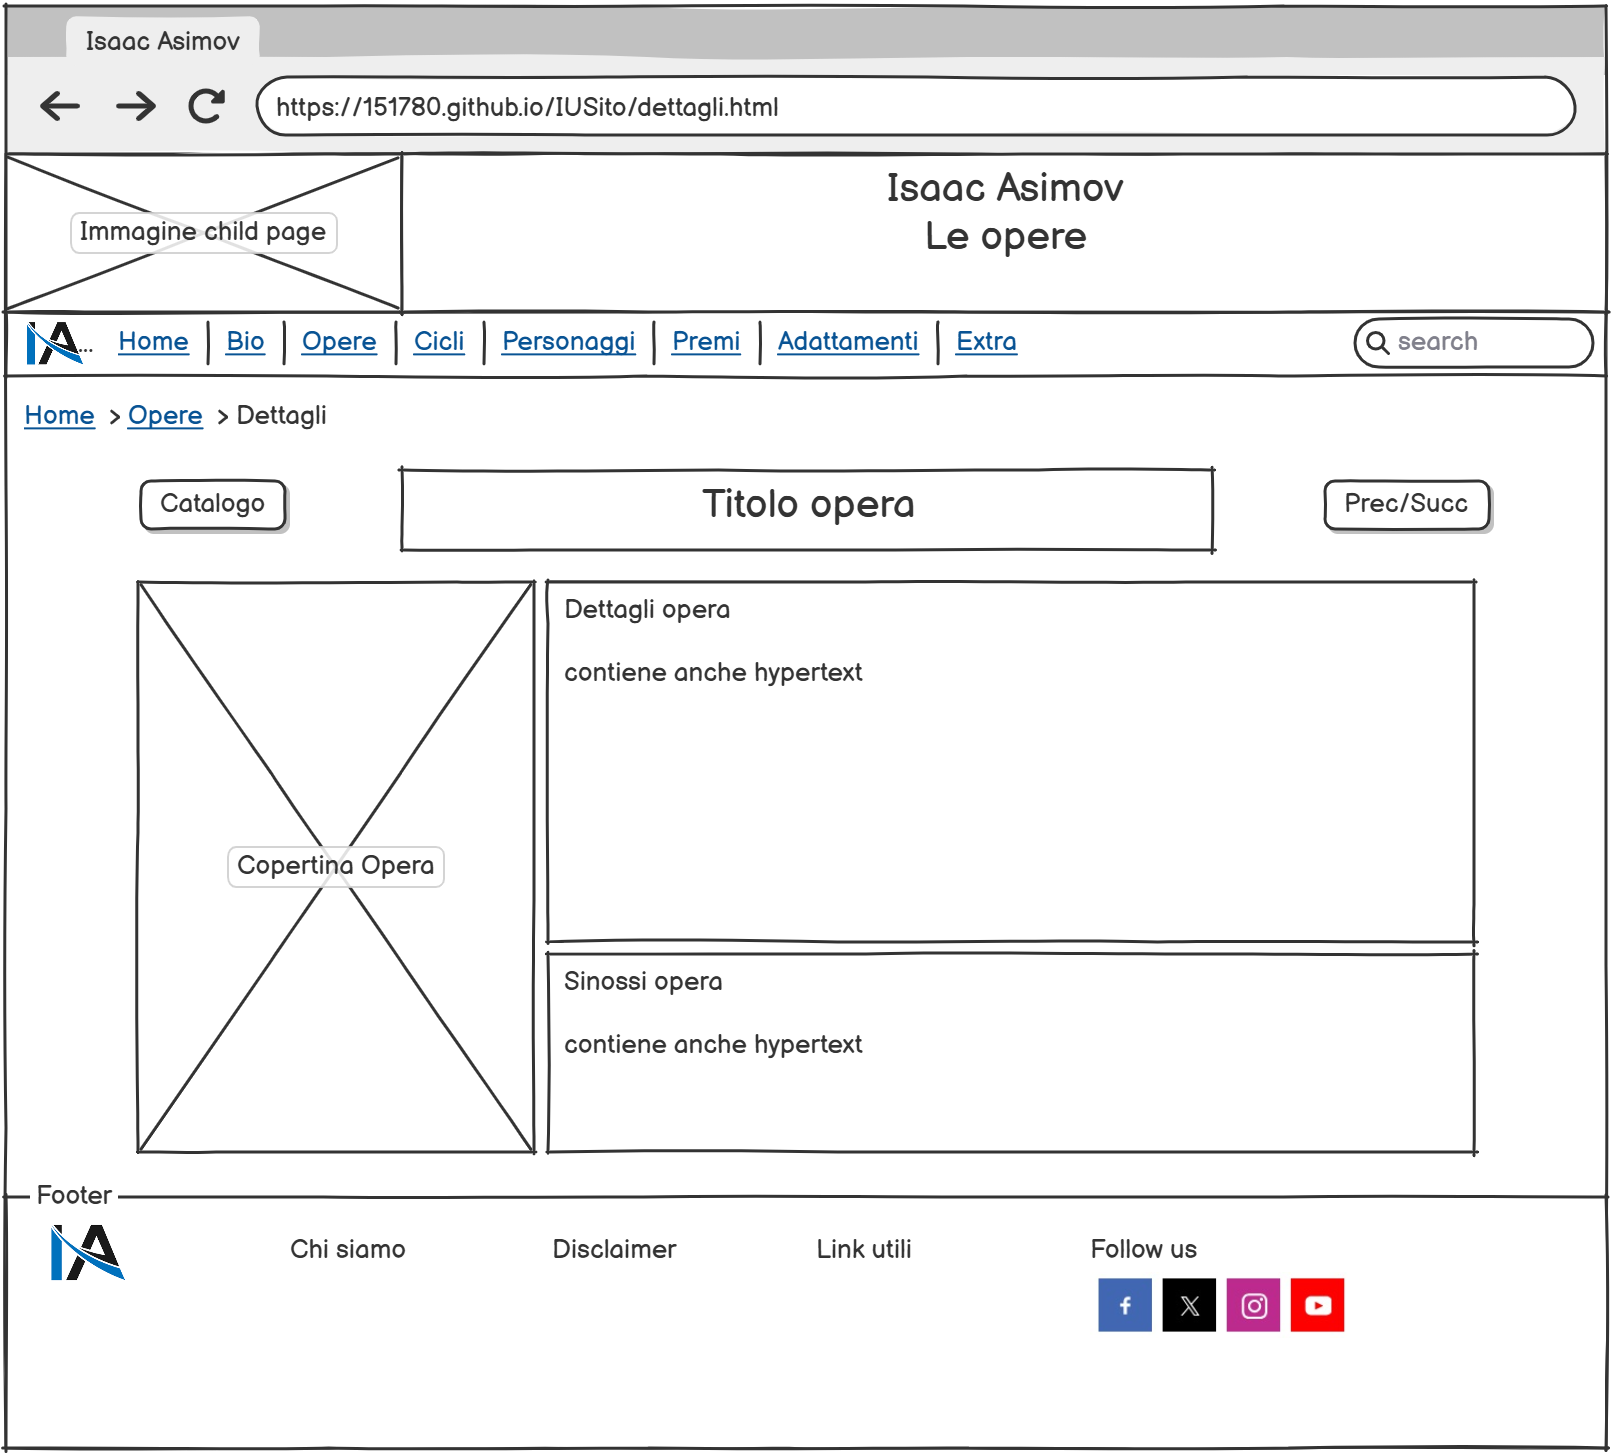 Isaac Asimov
https://151780.github.io/IUSito/dettagli.html
Immagine child page
Isaac Asimov
Le opere
IA... Home Bio Opere Cicli Personaggi Premi Adattamenti Extra search
Home > Opere > Dettagli
Catalogo Titolo opera Prec/Succ
Dettagli opera
contiene anche hypertext
Copertina Opera
Sinossi opera
contiene anche hypertext
Footer
IA Chi siamo Disclaimer Link utili Follow us